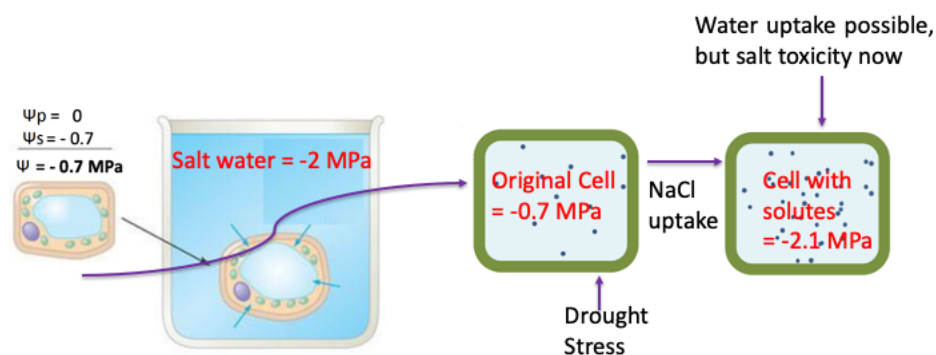 Water uptake possible,
but salt toxicity now
Ψp = 0
Ψs = - 0.7
Ψ = - 0.7 MPa
Salt water = -2 MPa
Original Cell
= -0.7 MPa
NaCl
uptake
Cell with
solutes
= -2.1 MPa
Drought
Stress